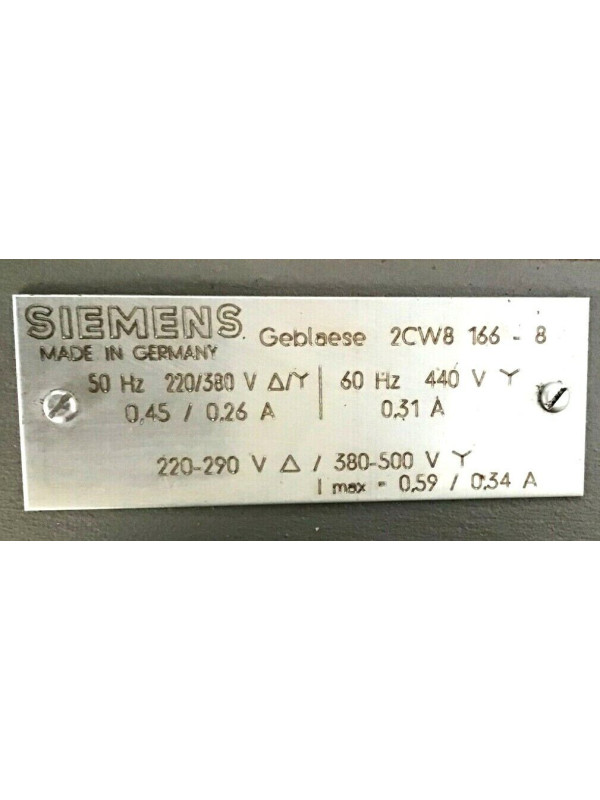 SIEMENS Geblaese 2CW8 166 - 8
MADE IN GERMANY
50 Hz 220/380 V Δ/Y | 60 Hz 440 V Y
0,45 / 0,26 A | 0,31 A
220-290 V Δ / 380-500 V Y
I max = 0,59 / 0,34 A